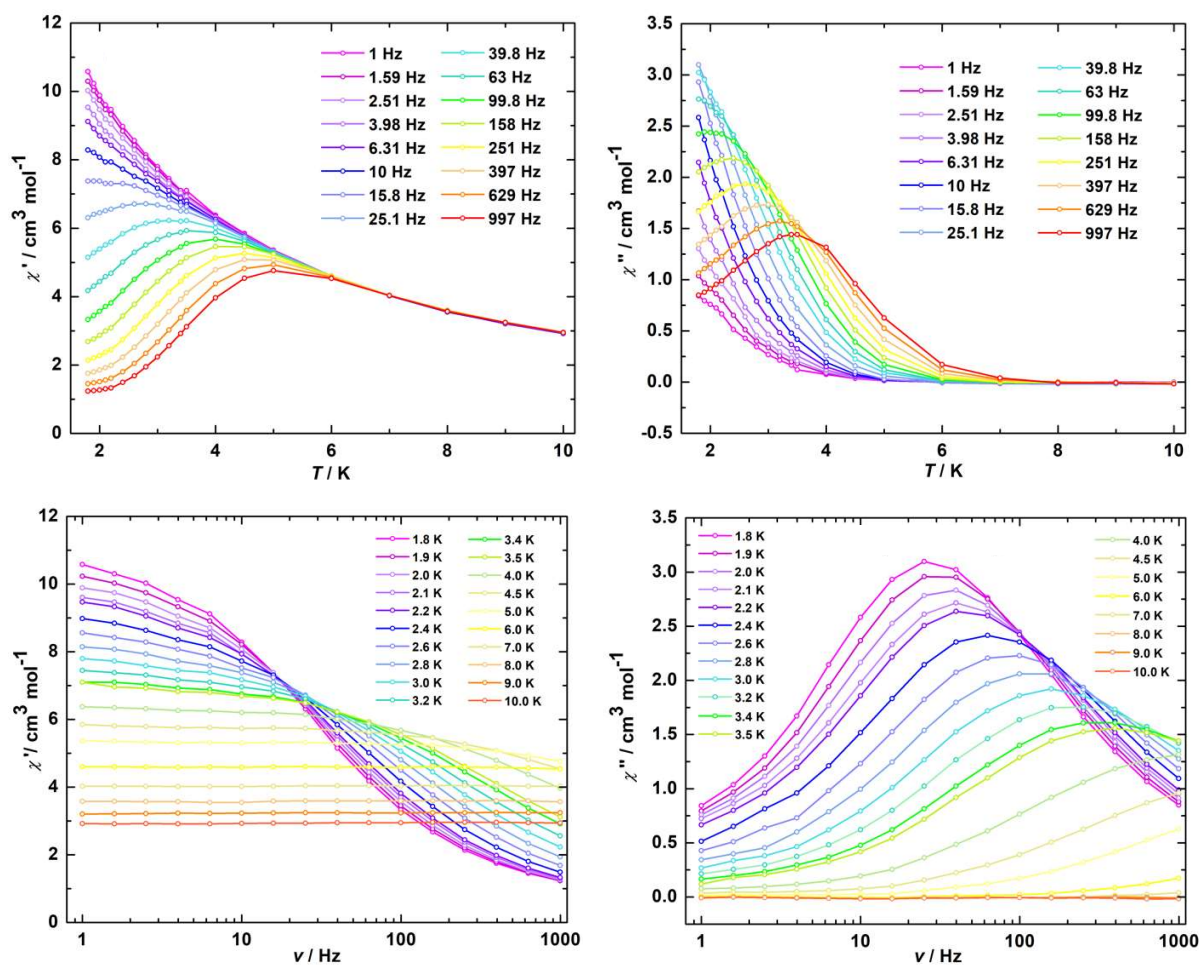 12
10
8
6
4
2
0
χ' / cm³ mol⁻¹
2
4
6
8
10
T / K
1 Hz
1.59 Hz
2.51 Hz
3.98 Hz
6.31 Hz
10 Hz
15.8 Hz
25.1 Hz
39.8 Hz
63 Hz
99.8 Hz
158 Hz
251 Hz
397 Hz
629 Hz
997 Hz
3.5
3.0
2.5
2.0
1.5
1.0
0.5
0.0
-0.5
χ" / cm³ mol⁻¹
2
4
6
8
10
T / K
1 Hz
1.59 Hz
2.51 Hz
3.98 Hz
6.31 Hz
10 Hz
15.8 Hz
25.1 Hz
39.8 Hz
63 Hz
99.8 Hz
158 Hz
251 Hz
397 Hz
629 Hz
997 Hz
12
10
8
6
4
2
0
χ'/ cm³ mol⁻¹
1
10
100
1000
ν / Hz
1.8 K
1.9 K
2.0 K
2.1 K
2.2 K
2.4 K
2.6 K
2.8 K
3.0 K
3.2 K
3.4 K
3.5 K
4.0 K
4.5 K
5.0 K
6.0 K
7.0 K
8.0 K
9.0 K
10.0 K
3.5
3.0
2.5
2.0
1.5
1.0
0.5
0.0
χ" / cm³ mol⁻¹
1
10
100
1000
ν / Hz
1.8 K
1.9 K
2.0 K
2.1 K
2.2 K
2.4 K
2.6 K
2.8 K
3.0 K
3.2 K
3.4 K
3.5 K
4.0 K
4.5 K
5.0 K
6.0 K
7.0 K
8.0 K
9.0 K
10.0 K